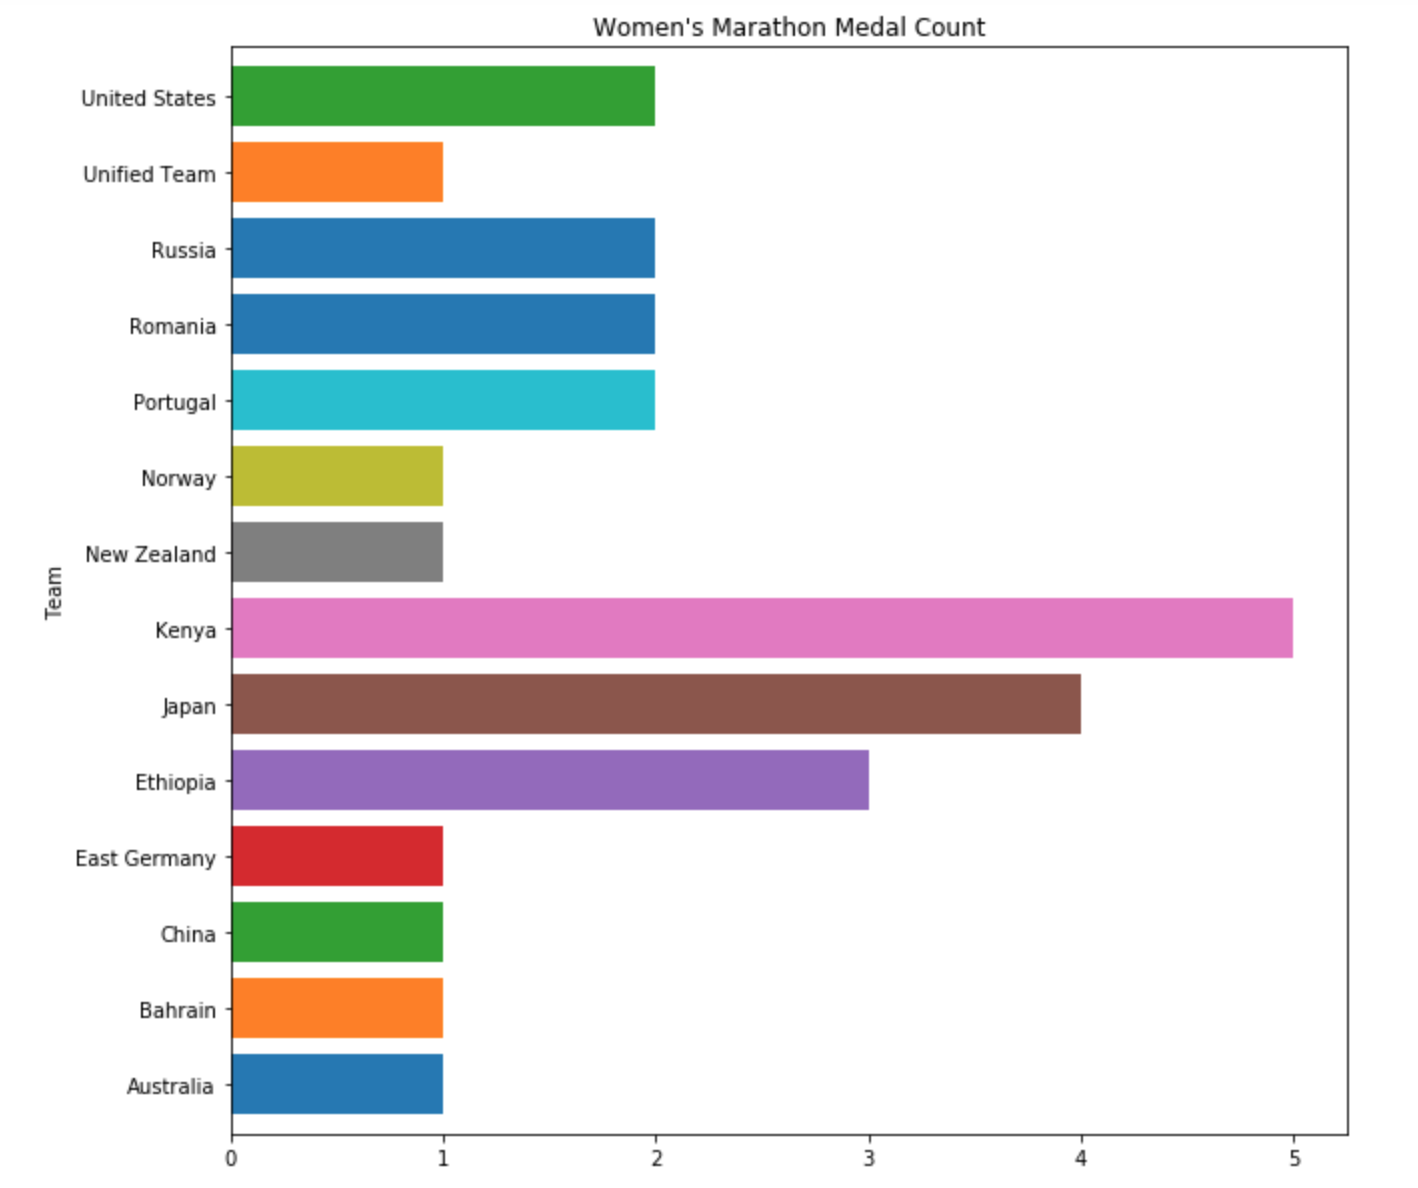 Women's Marathon Medal Count
United States
Unified Team
Russia
Romania
Portugal
Norway
New Zealand
Team
Kenya
Japan
Ethiopia
East Germany
China
Bahrain
Australia
0 1 2 3 4 5